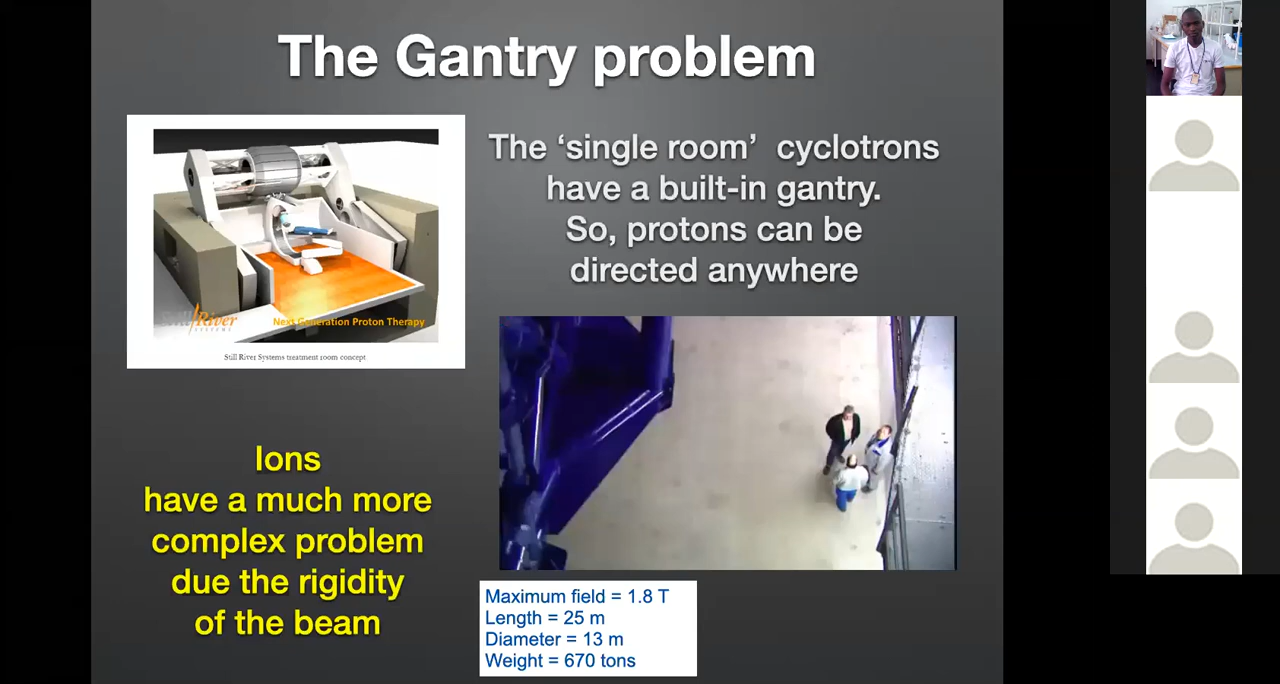 The Gantry problem
The ‘single room’ cyclotrons
have a built-in gantry.
So, protons can be
directed anywhere
Still River
SYSTEMS
Next Generation Proton Therapy
Still River Systems treatment room concept
Ions
have a much more
complex problem
due the rigidity
of the beam
Maximum field = 1.8 T
Length = 25 m
Diameter = 13 m
Weight = 670 tons